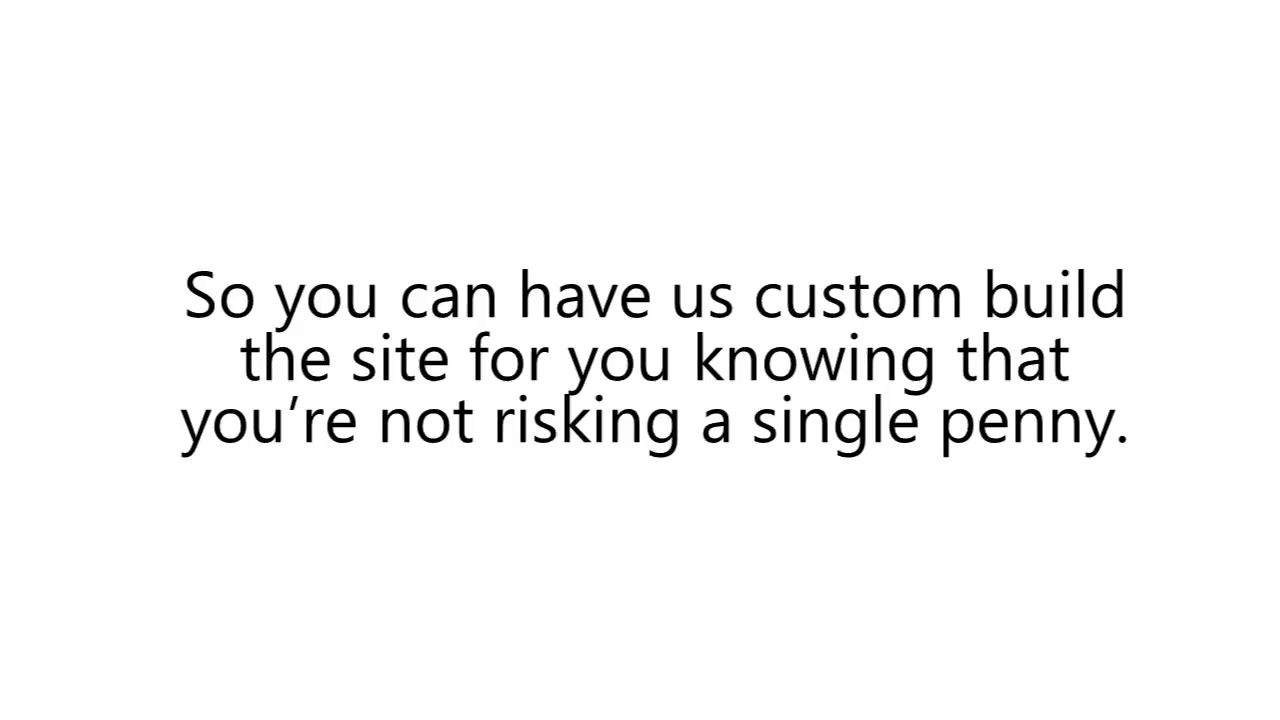 So you can have us custom build
the site for you knowing that
you’re not risking a single penny.